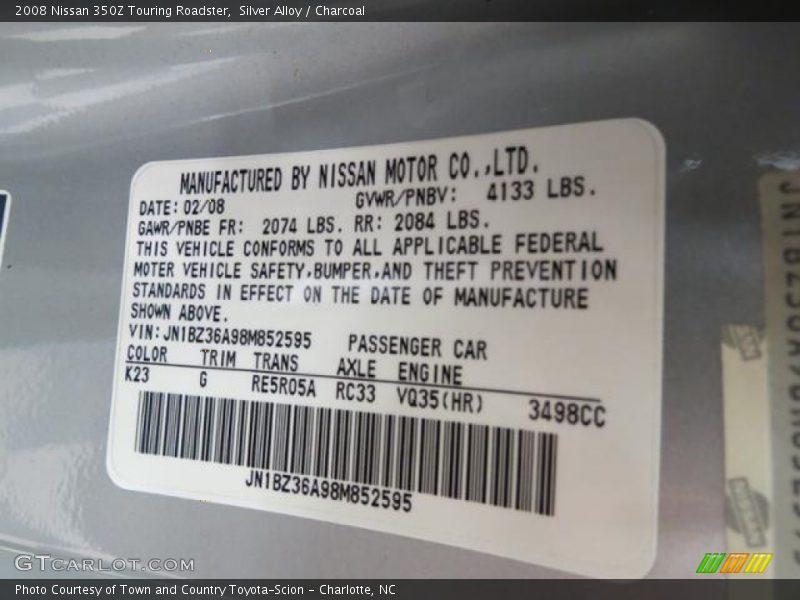 2008 Nissan 350Z Touring Roadster,  Silver Alloy / Charcoal
MANUFACTURED BY NISSAN MOTOR CO.,LTD.
DATE: 02/08 GVWR/PNBV: 4133 LBS.
GAWR/PNBE FR: 2074 LBS. RR: 2084 LBS.
THIS VEHICLE CONFORMS TO ALL APPLICABLE FEDERAL
MOTER VEHICLE SAFETY,BUMPER,AND THEFT PREVENTION
STANDARDS IN EFFECT ON THE DATE OF MANUFACTURE
SHOWN ABOVE.
VIN: JN1BZ36A98M852595 PASSENGER CAR
COLOR TRIM TRANS AXLE ENGINE
K23 G RE5R05A RC33 VQ35(HR) 3498CC
JN1BZ36A98M852595
GTCARLOT.COM
Photo Courtesy of Town and Country Toyota-Scion - Charlotte, NC